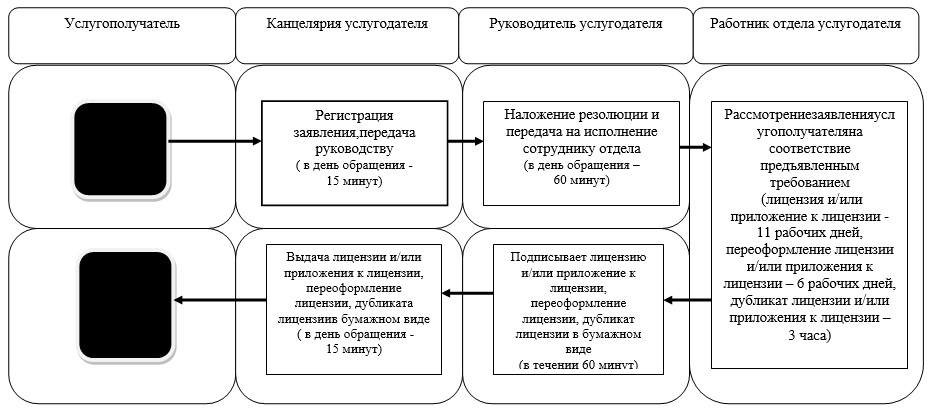 Услугополучатель
Канцелярия услугодателя
Руководитель услугодателя
Работник отдела услугодателя
Регистрация
заявления,передача
руководству
( в день обращения -
15 минут)
Наложение резолюции и
передача на исполнение
сотруднику отдела
(в день обращения –
60 минут)
Рассмотрениезаявленияусл
угополучателяна
соответствие
предъявленным
требованием
(лицензия и/или
приложение к лицензии -
11 рабочих дней,
переоформление лицензии
и/или приложения к
лицензии – 6 рабочих дней,
дубликат лицензии и/или
приложения к лицензии –
3 часа)
Выдача лицензии и/или
приложения к лицензии,
переоформление
лицензии, дубликата
лицензиив бумажном виде
( в день обращения -
15 минут)
Подписывает лицензию
и/или приложение к
лицензии,
переоформление
лицензии, дубликат
лицензии в бумажном
виде
(в течении 60 минут)